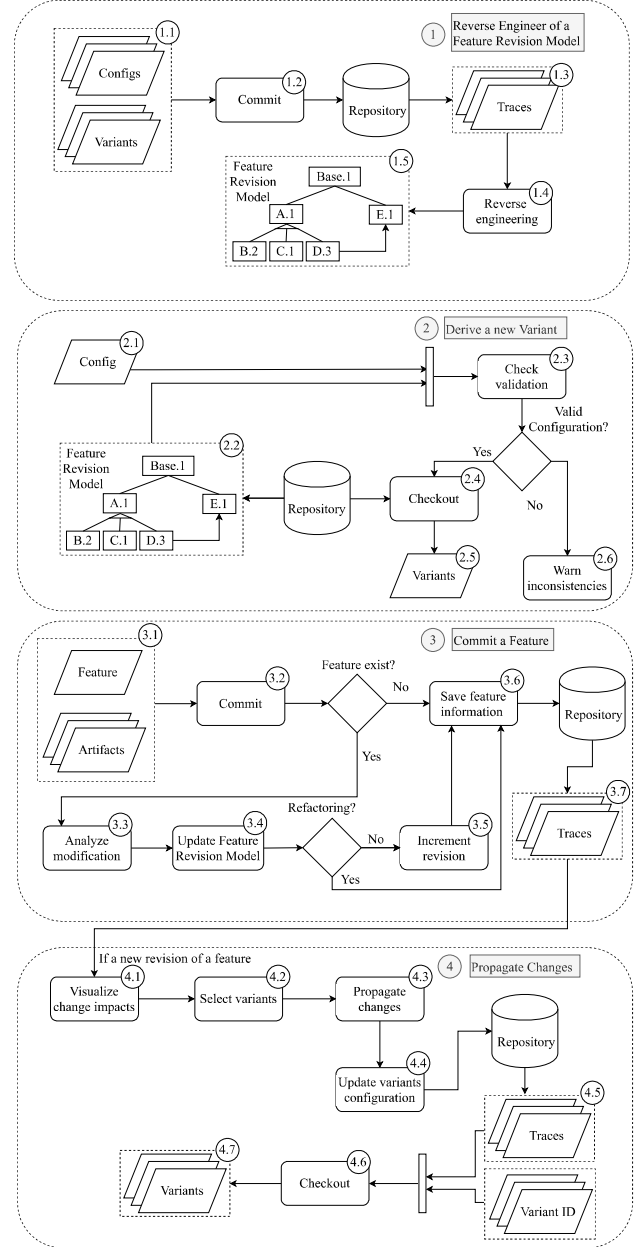 1
Reverse Engineer of a
Feature Revision Model
1.1
Configs
Variants
1.2
Commit
Repository
1.3
Traces
1.4
Reverse
engineering
1.5
Feature
Revision
Model
Base.1
A.1
E.1
B.2
C.1
D.3
2
Derive a new Variant
2.1
Config
2.3
Check
validation
Valid
Configuration?
Yes
No
2.2
Feature
Revision
Model
Base.1
A.1
E.1
B.2
C.1
D.3
Repository
2.4
Checkout
2.5
Variants
2.6
Warn
inconsistencies
3
Commit a Feature
3.1
Feature
Artifacts
3.2
Commit
Feature exist?
No
Yes
3.6
Save feature
information
Repository
3.7
Traces
3.3
Analyze
modification
3.4
Update Feature
Revision Model
Refactoring?
No
Yes
3.5
Increment
revision
If a new revision of a feature
4
Propagate Changes
4.1
Visualize
change impacts
4.2
Select variants
4.3
Propagate
changes
4.4
Update variants
configuration
Repository
4.5
Traces
Variant ID
4.6
Checkout
4.7
Variants